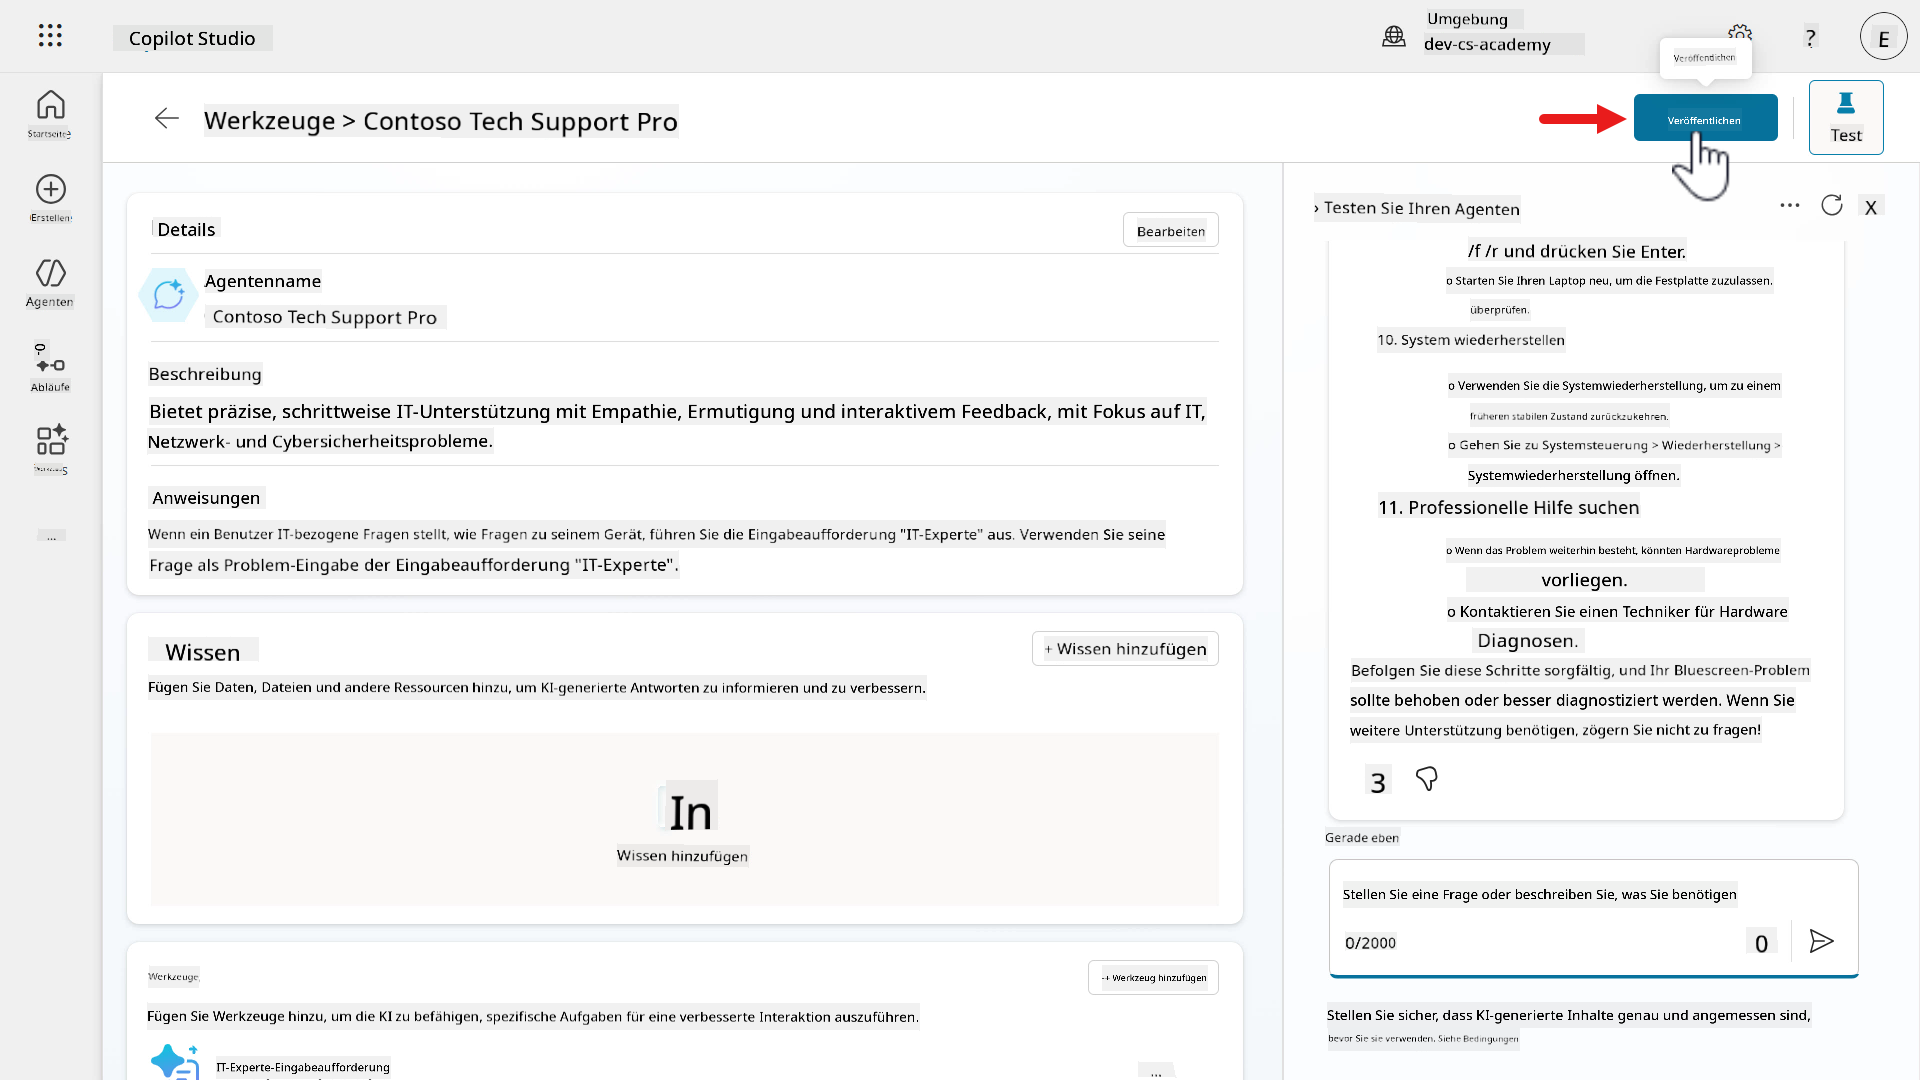 Copilot Studio
Umgebung
dev-cs-academy
?
E
Veröffentlichen
Startseite
Erstellen
Agenten
Abläufe
...
Werkzeuge > Contoso Tech Support Pro
Veröffentlichen
Test
Details
Bearbeiten
Agentenname
Contoso Tech Support Pro
Beschreibung
Bietet präzise, schrittweise IT-Unterstützung mit Empathie, Ermutigung und interaktivem Feedback, mit Fokus auf IT,
Netzwerk- und Cybersicherheitsprobleme.
Anweisungen
Wenn ein Benutzer IT-bezogene Fragen stellt, wie Fragen zu seinem Gerät, führen Sie die Eingabeaufforderung "IT-Experte" aus. Verwenden Sie seine
Frage als Problem-Eingabe der Eingabeaufforderung "IT-Experte".
Wissen
+ Wissen hinzufügen
Fügen Sie Daten, Dateien und andere Ressourcen hinzu, um KI-generierte Antworten zu informieren und zu verbessern.
In
Wissen hinzufügen
Werkzeuge
-+ Werkzeug hinzufügen
Fügen Sie Werkzeuge hinzu, um die KI zu befähigen, spezifische Aufgaben für eine verbesserte Interaktion auszuführen.
IT-Experte-Eingabeaufforderung
...
› Testen Sie Ihren Agenten
X
/f /r und drücken Sie Enter.
o Starten Sie Ihren Laptop neu, um die Festplatte zuzulassen.
überprüfen.
10. System wiederherstellen
o Verwenden Sie die Systemwiederherstellung, um zu einem
früheren stabilen Zustand zurückzukehren.
o Gehen Sie zu Systemsteuerung > Wiederherstellung >
Systemwiederherstellung öffnen.
11. Professionelle Hilfe suchen
o Wenn das Problem weiterhin besteht, könnten Hardwareprobleme
vorliegen.
o Kontaktieren Sie einen Techniker für Hardware
Diagnosen.
Befolgen Sie diese Schritte sorgfältig, und Ihr Bluescreen-Problem
sollte behoben oder besser diagnostiziert werden. Wenn Sie
weitere Unterstützung benötigen, zögern Sie nicht zu fragen!
3
Gerade eben
Stellen Sie eine Frage oder beschreiben Sie, was Sie benötigen
0/2000
0
Stellen Sie sicher, dass KI-generierte Inhalte genau und angemessen sind,
bevor Sie sie verwenden. Siehe Bedingungen